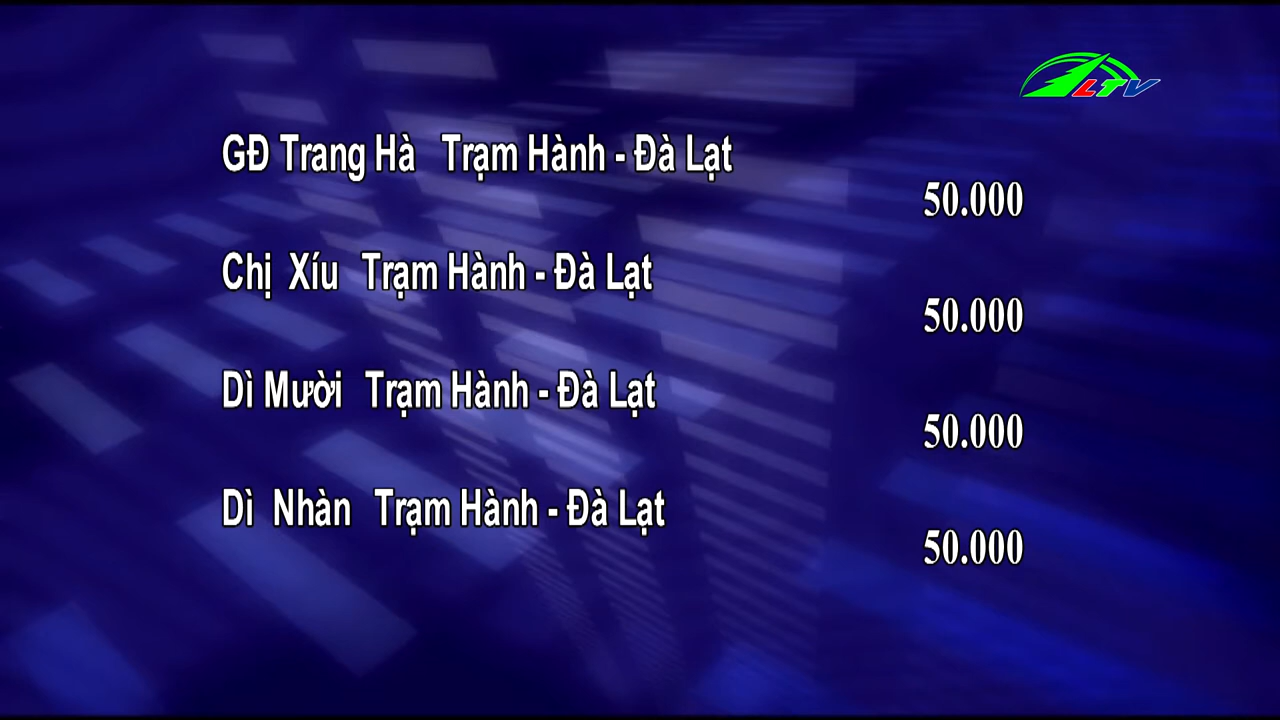 LTV
GĐ Trang Hà Trạm Hành - Đà Lạt
50.000
Chị Xíu Trạm Hành - Đà Lạt
50.000
Dì Mười Trạm Hành - Đà Lạt
50.000
Dì Nhàn Trạm Hành - Đà Lạt
50.000